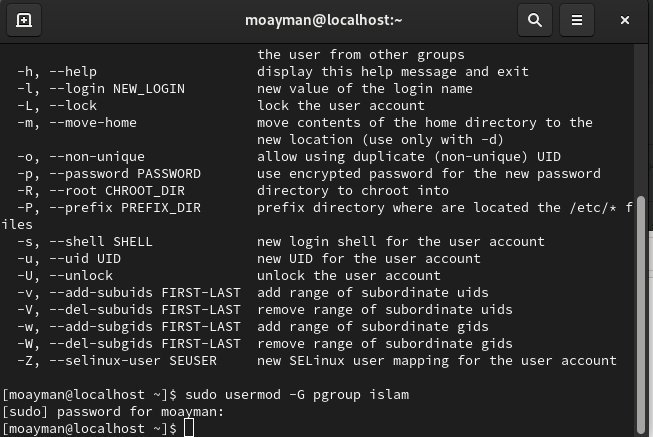 moayman@localhost:~
the user from other groups
-h, --help                    display this help message and exit
-l, --login NEW_LOGIN         new value of the login name
-L, --lock                    lock the user account
-m, --move-home               move contents of the home directory to the
new location (use only with -d)
-o, --non-unique              allow using duplicate (non-unique) UID
-p, --password PASSWORD       use encrypted password for the new password
-R, --root CHROOT_DIR         directory to chroot into
-P, --prefix PREFIX_DIR       prefix directory where are located the /etc/* f
iles
-s, --shell SHELL             new login shell for the user account
-u, --uid UID                 new UID for the user account
-U, --unlock                  unlock the user account
-v, --add-subuids FIRST-LAST  add range of subordinate uids
-V, --del-subuids FIRST-LAST  remove range of subordinate uids
-w, --add-subgids FIRST-LAST  add range of subordinate gids
-W, --del-subgids FIRST-LAST  remove range of subordinate gids
-Z, --selinux-user SEUSER     new SELinux user mapping for the user account
[moayman@localhost ~]$ sudo usermod -G pgroup islam
[sudo] password for moayman:
[moayman@localhost ~]$